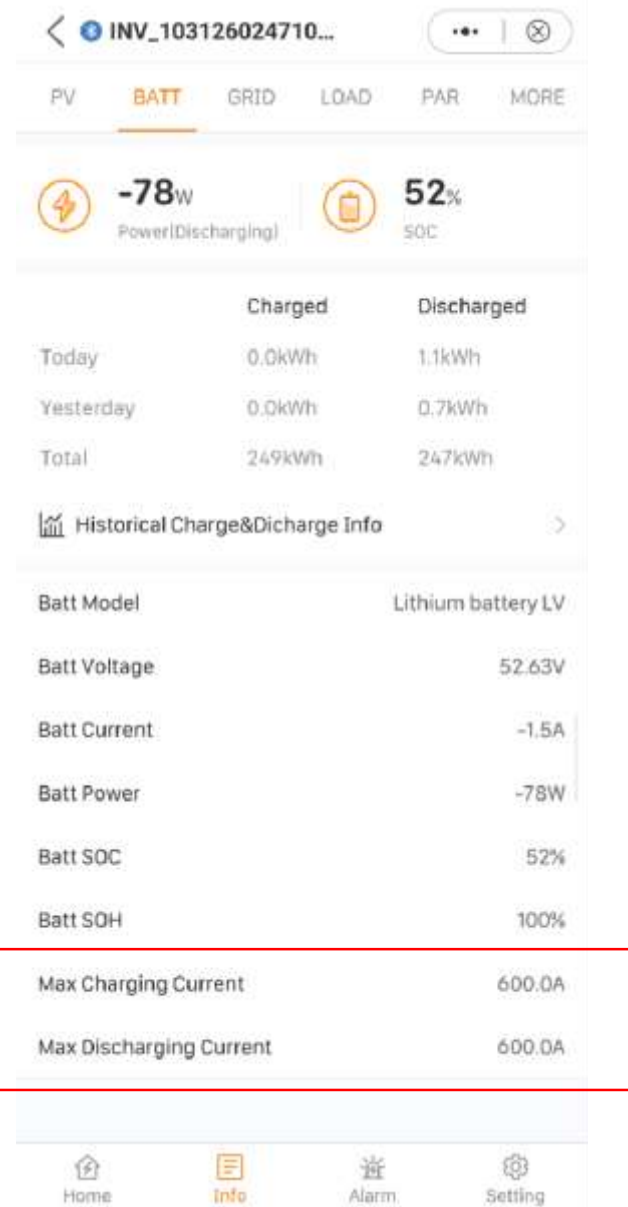 INV_103126024710...
PV BATT GRID LOAD PAR MORE
-78W 52%
Power(Discharging) SOC
Charged Discharged
Today 0.0kWh 1.1kWh
Yesterday 0.0kWh 0.7kWh
Total 249kWh 247kWh
Historical Charge&Dicharge Info
Batt Model Lithium battery LV
Batt Voltage 52.63V
Batt Current -1.5A
Batt Power -78W
Batt SOC 52%
Batt SOH 100%
Max Charging Current 600.0A
Max Discharging Current 600.0A
Home Info Alarm Setting